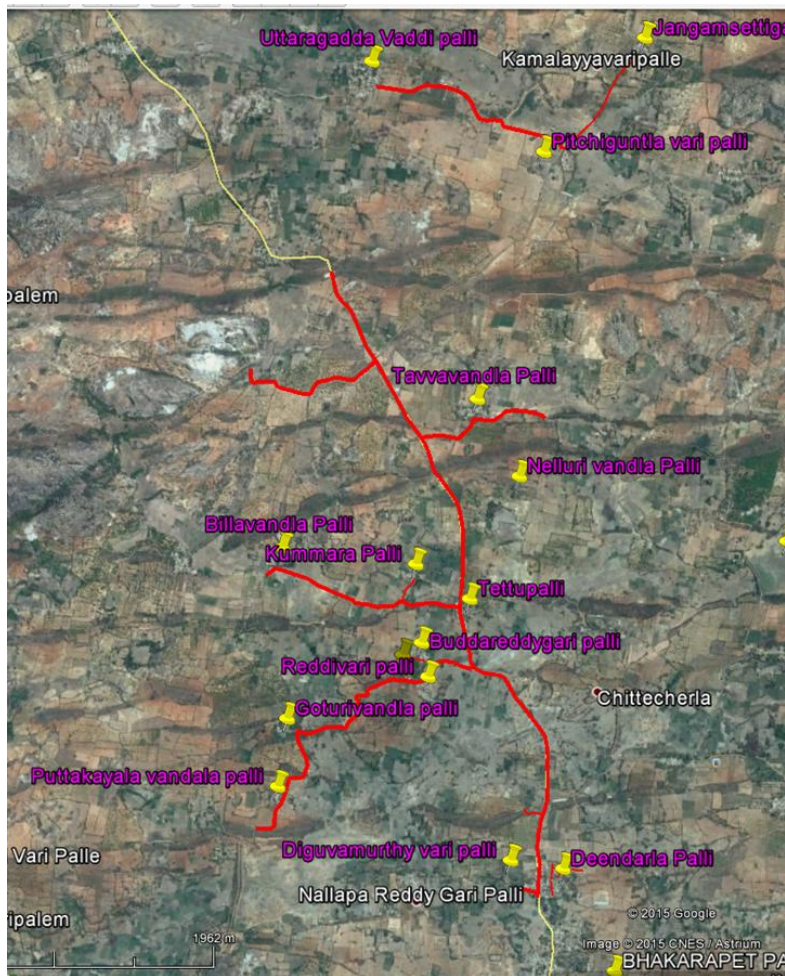 Jangamsettiga
Uttaragadda Vaddi palli
Kamalayyavaripalle
Pitchiguntla vari palli
palem
Tavvavandla Palli
Nelluri vandla Palli
Billavandla Palli
Kummara Palli
Tettupalli
Buddareddygari palli
Reddivari palli
Chittecherla
Goturivandla palli
Puttakayala vandala palli
Vari Palle
Diguvamurthy vari palli
Deendarla Palli
Nallapa Reddy Gari Palli
ripalem
© 2015 Google
1962 m
Image © 2015 CNES / Astrium
BHAKARAPET PA